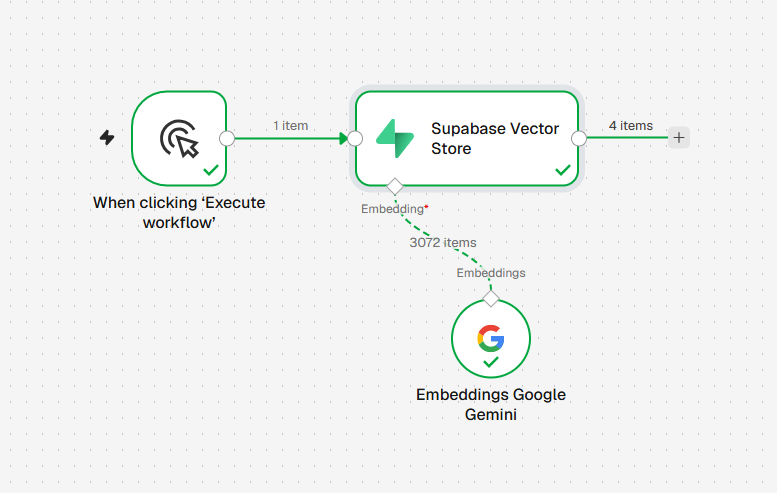 1 item
Supabase Vector
Store
4 items
When clicking ‘Execute
workflow’
Embedding*
3072 items
Embeddings
Embeddings Google
Gemini